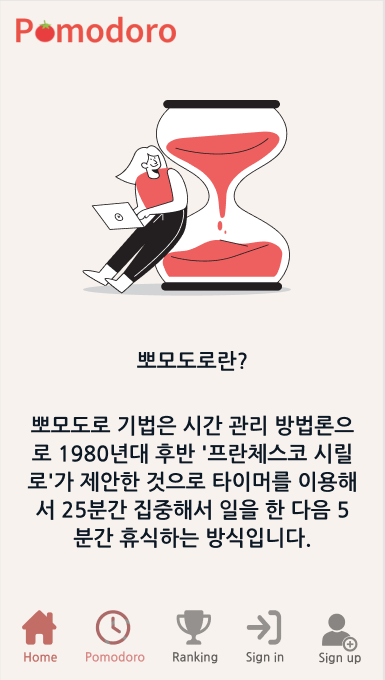 Pomodoro
뽀모도로란?
뽀모도로 기법은 시간 관리 방법론으
로 1980년대 후반 '프란체스코 시릴
로'가 제안한 것으로 타이머를 이용해
서 25분간 집중해서 일을 한 다음 5
분간 휴식하는 방식입니다.
Home Pomodoro Ranking Sign in Sign up